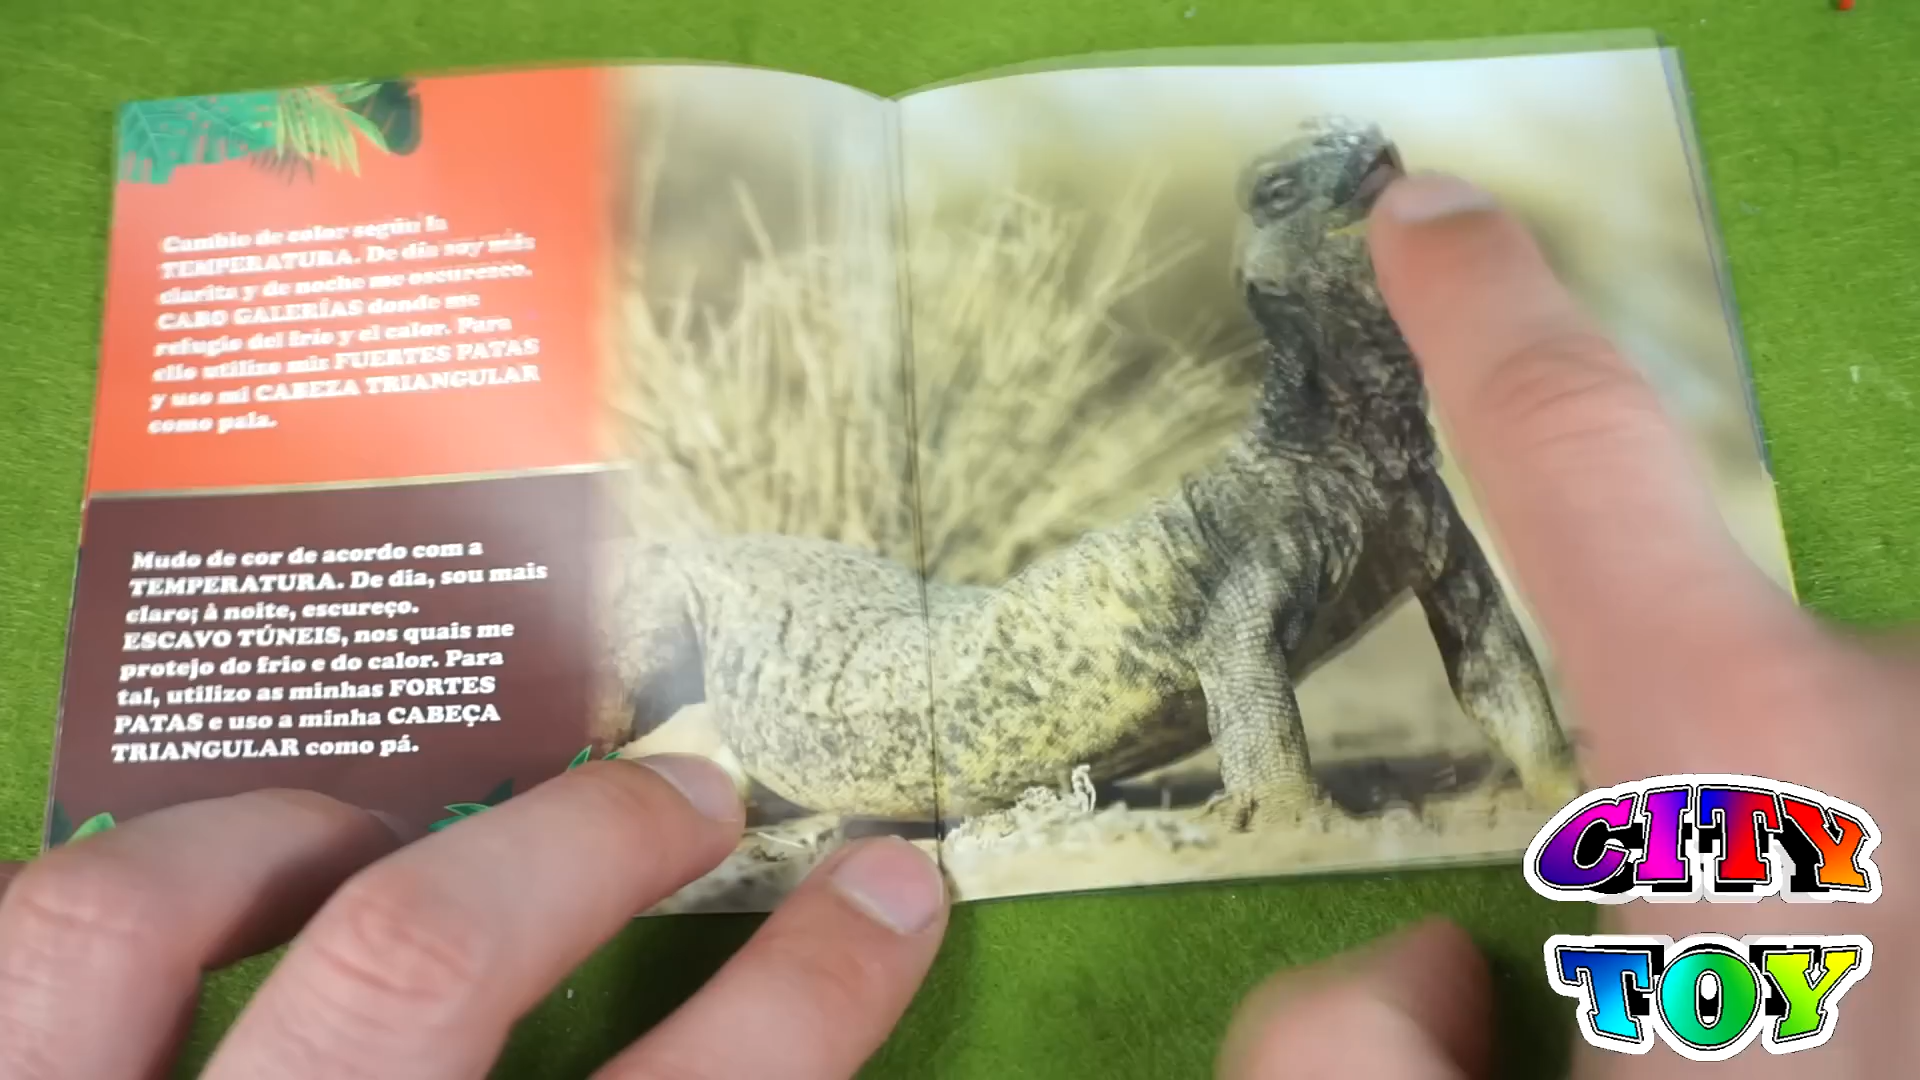 Cambio de color según la
TEMPERATURA. De día soy más
clarito y de noche me oscurezco.
CABO GALERÍAS donde me
refugio del frío y el calor. Para
ello utilizo mis FUERTES PATAS
y uso mi CABEZA TRIANGULAR
como pala.
Mudo de cor de acordo com a
TEMPERATURA. De dia, sou mais
claro; à noite, escureço.
ESCAVO TÚNEIS, nos quais me
protejo do frio e do calor. Para
tal, utilizo as minhas FORTES
PATAS e uso a minha CABEÇA
TRIANGULAR como pá.
CITY
TOY